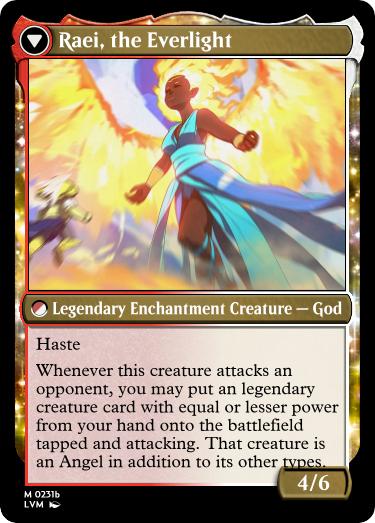 Raei, the Everlight
Legendary Enchantment Creature — God
Haste
Whenever this creature attacks an
opponent, you may put an legendary
creature card with equal or lesser power
from your hand onto the battlefield
tapped and attacking. That creature is
an Angel in addition to its other types.
4/6
M 0231b
LVM